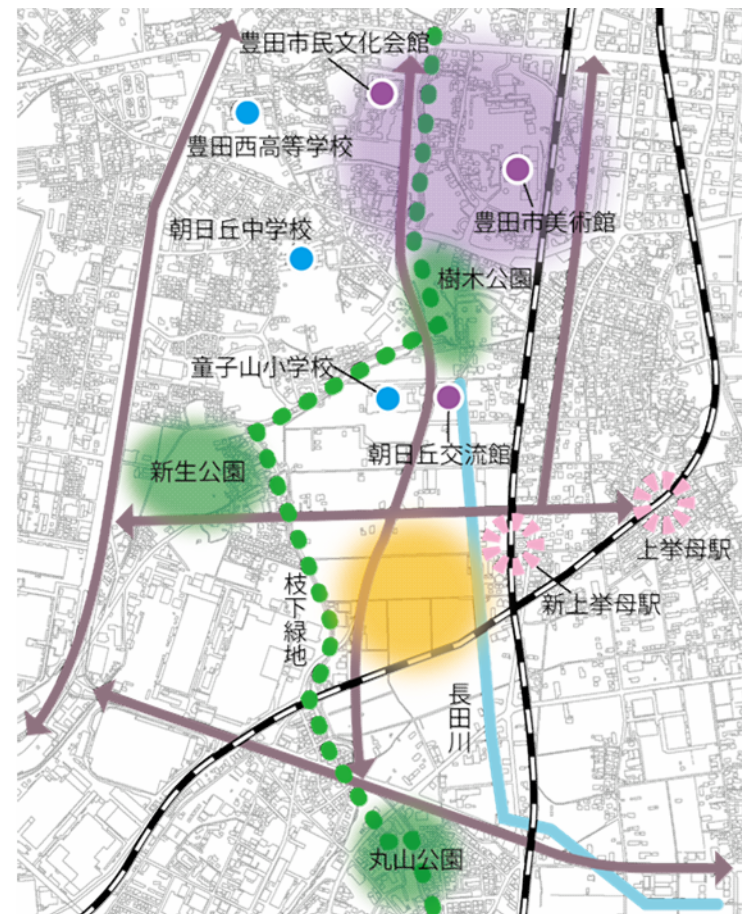 豊田市民文化会館
豊田西高等学校
豊田市美術館
朝日丘中学校
樹木公園
童子山小学校
朝日丘交流館
新生公園
上挙母駅
新上挙母駅
枝下緑地
長田川
丸山公園